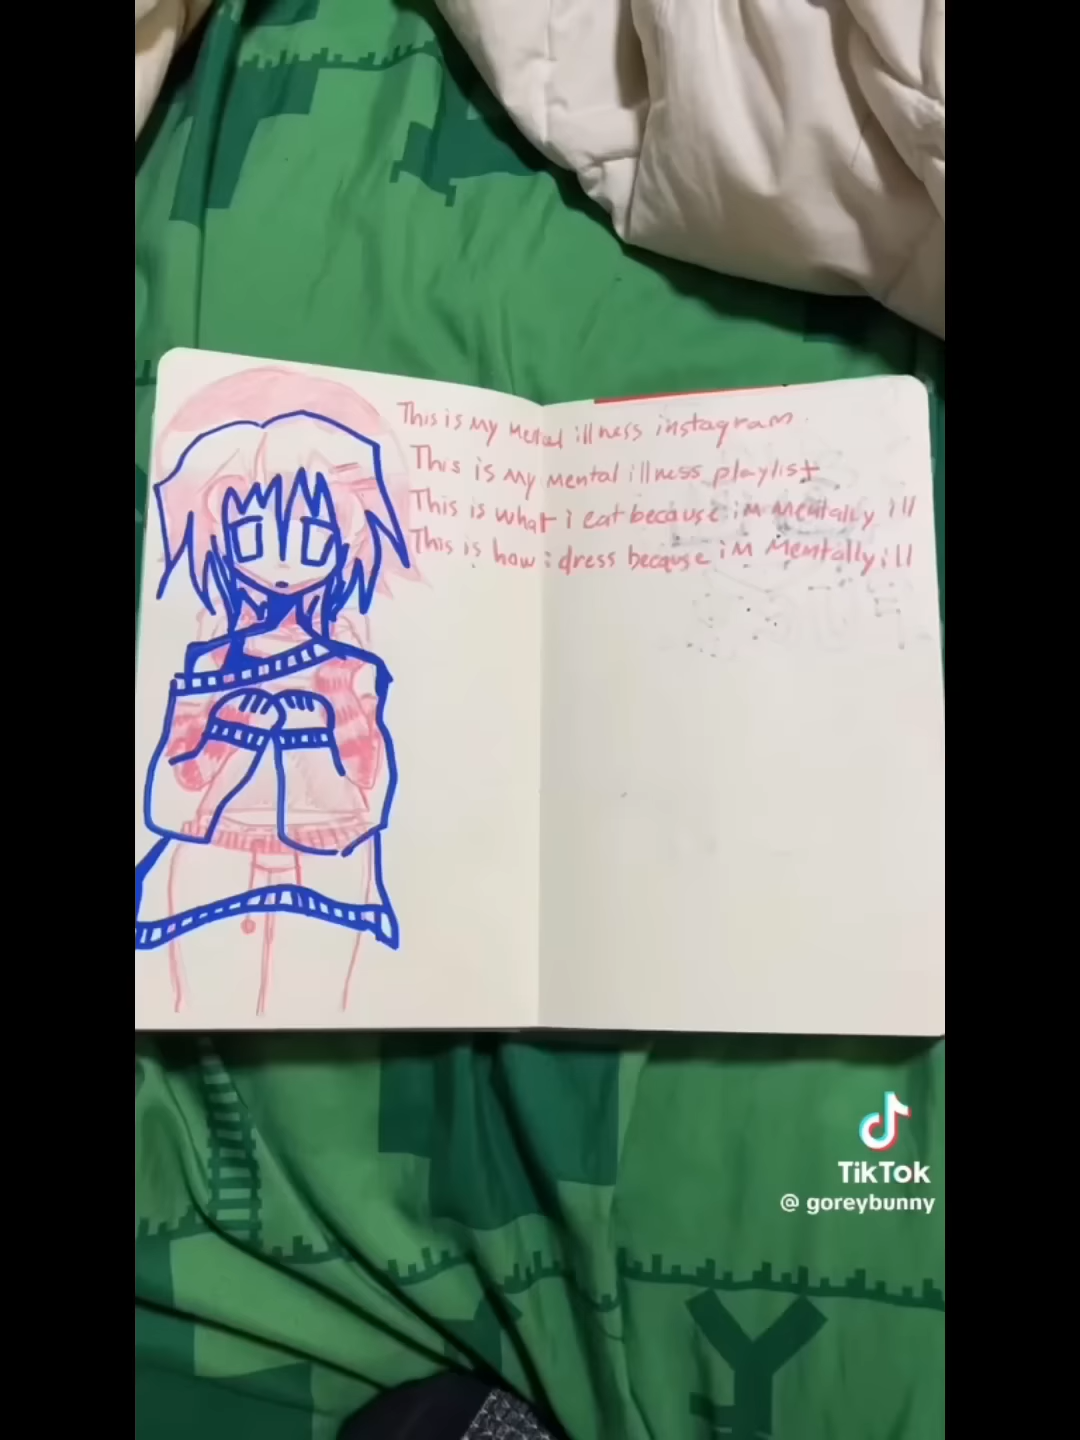 This is my mental illness instagram.
This is my mental illness playlist
This is what i eat because im mentally ill
This is how i dress because im mentally ill
TikTok
@ goreybunny